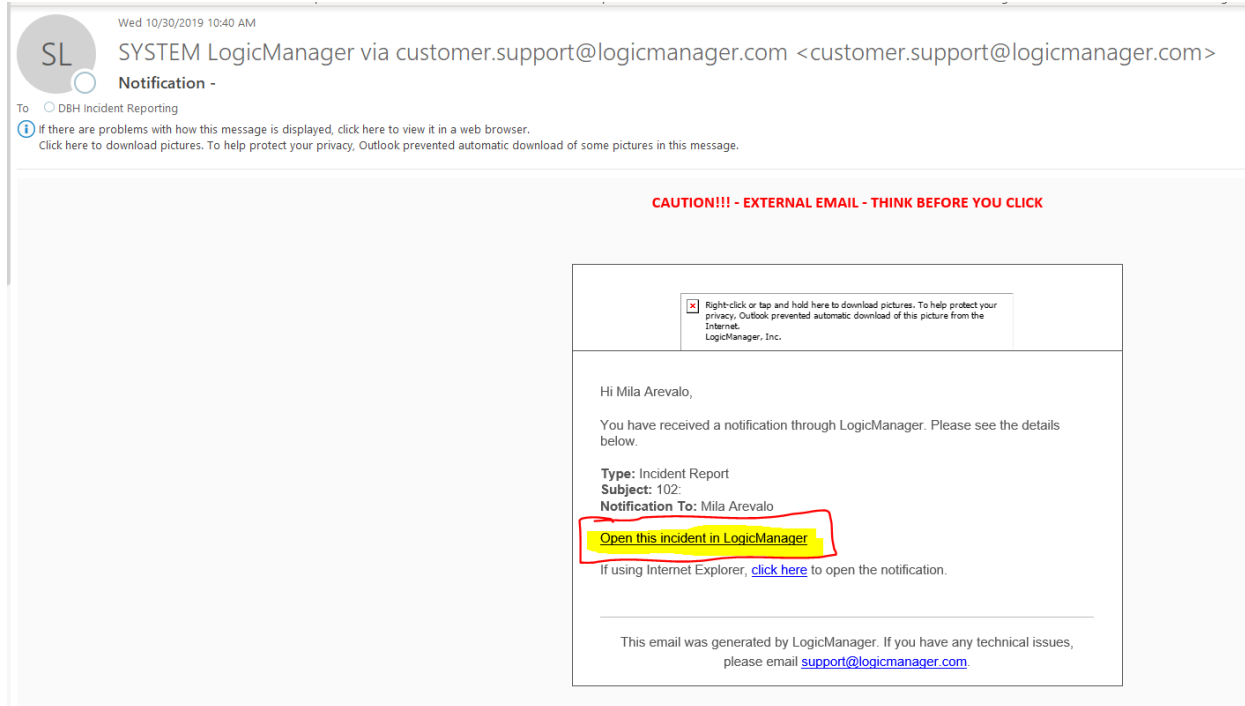 Wed 10/30/2019 10:40 AM
SL
SYSTEM LogicManager via customer.support@logicmanager.com <customer.support@logicmanager.com>
Notification -
To DBH Incident Reporting
If there are problems with how this message is displayed, click here to view it in a web browser.
Click here to download pictures. To help protect your privacy, Outlook prevented automatic download of some pictures in this message.
CAUTION!!! - EXTERNAL EMAIL - THINK BEFORE YOU CLICK
Right-click or tap and hold here to download pictures. To help protect your
privacy, Outlook prevented automatic download of this picture from the
Internet.
LogicManager, Inc.
Hi Mila Arevalo,
You have received a notification through LogicManager. Please see the details
below.
Type: Incident Report
Subject: 102:
Notification To: Mila Arevalo
Open this incident in LogicManager
If using Internet Explorer, click here to open the notification.
This email was generated by LogicManager. If you have any technical issues,
please email support@logicmanager.com.